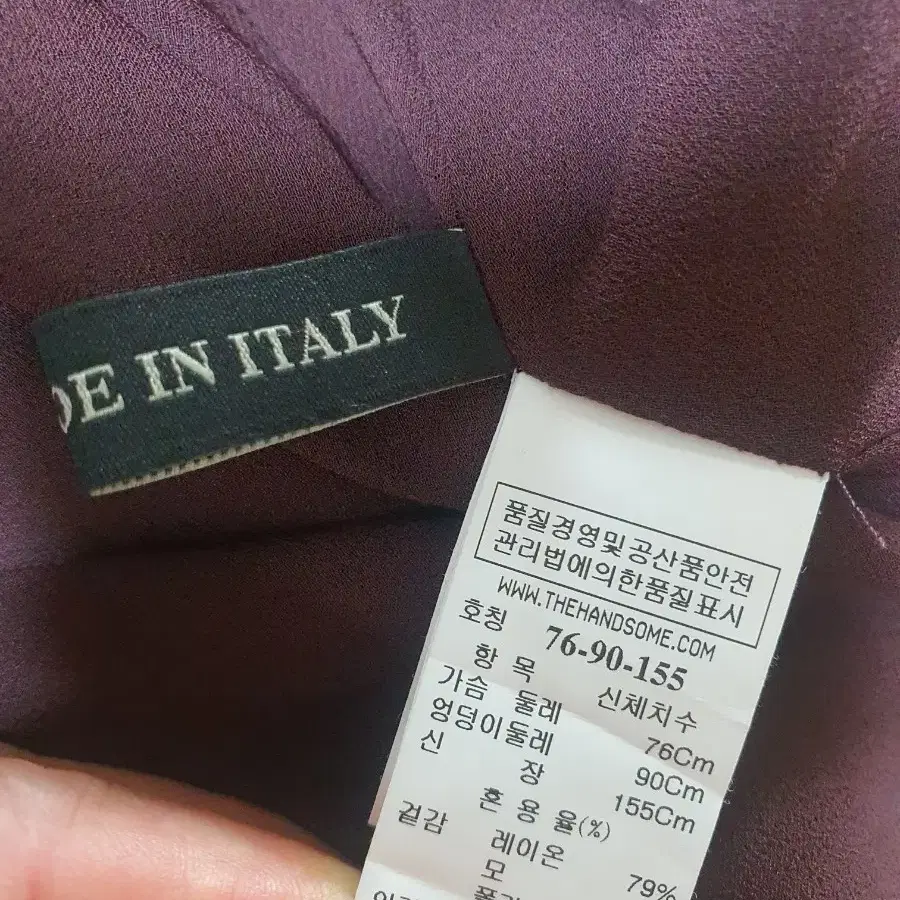 DE IN ITALY
품질경영및공산품안전
관리법에의한품질표시
WWW.THEHANDSOME.COM
호칭 76-90-155
항 목 신체치수
가슴 둘레 76Cm
엉덩이둘레 90Cm
신 장 155Cm
혼 용 율(%)
겉감 레이온 79%
모